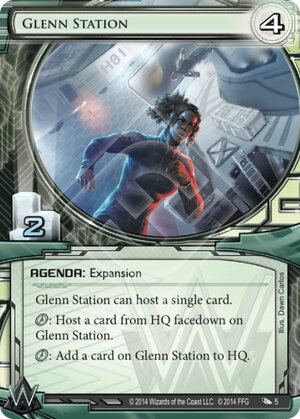 Glenn Station
4
H01
2
AGENDA: Expansion
Glenn Station can host a single card.
: Host a card from HQ facedown on
Glenn Station.
: Add a card on Glenn Station to HQ.
Illus. Dawn Carlos
© 2014 Wizards of the Coast LLC. © 2014 FFG
5